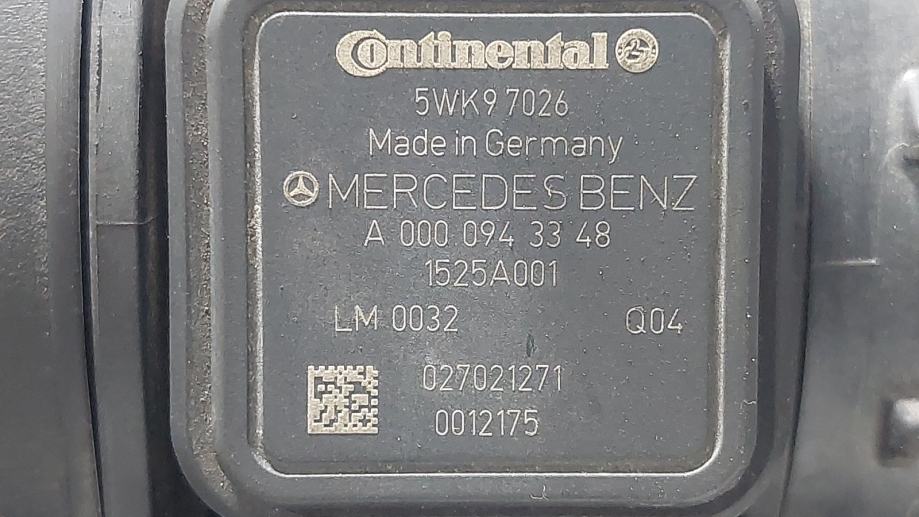 Continental
5WK9 7026
Made in Germany
MERCEDES BENZ
A 000 094 33 48
1525A001
LM 0032 Q04
027021271
0012175